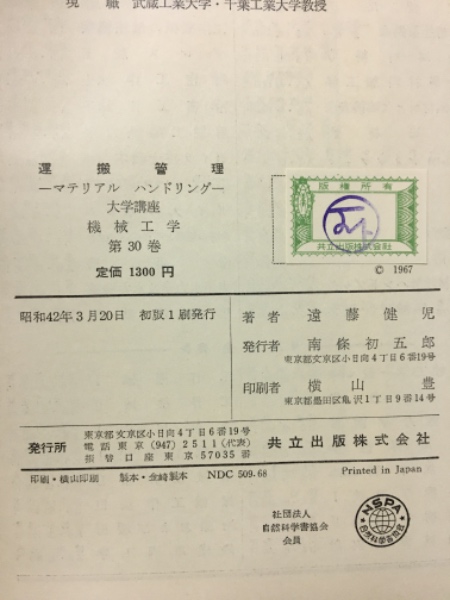 現職 武蔵工業大学・千葉工業大学教授
運搬管理
―マテリアル ハンドリング―
大学講座
機械工学
第30巻
定価 1300 円
版権所有
共立出版株式会社
© 1967
昭和42年3月20日 初版1刷発行
著者 遠藤健児
発行者 南條初五郎
東京都文京区小日向4丁目6番19号
印刷者 横山豊
東京都墨田区亀沢1丁目9番14号
発行所
東京都文京区小日向4丁目6番19号
電話 東京 (947) 2511 (代表)
振替口座東京 57035 番
共立出版株式会社
印刷・横山印刷 製本・金崎製本 NDC 509.68 Printed in Japan
社団法人
自然科学書協会
会員
NSPA
自然科学書協会